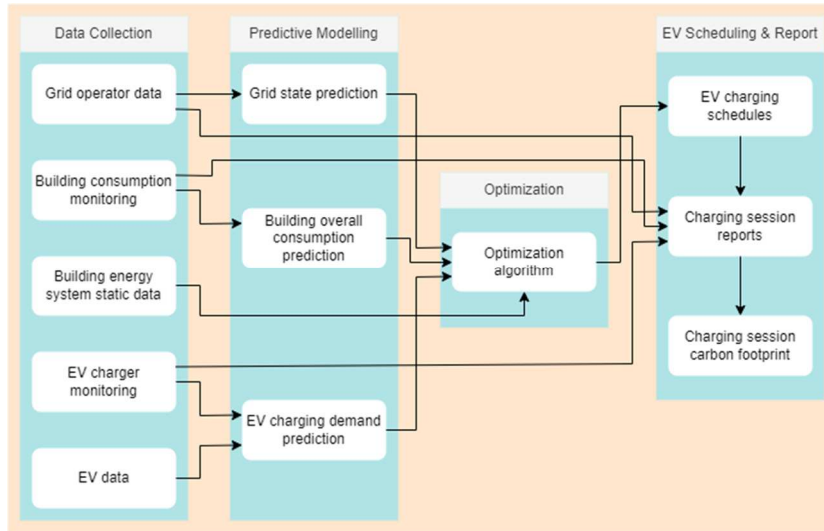 Data Collection
Grid operator data
Building consumption
monitoring
Building energy
system static data
EV charger
monitoring
EV data
Predictive Modelling
Grid state prediction
Building overall
consumption
prediction
EV charging demand
prediction
Optimization
Optimization
algorithm
EV Scheduling & Report
EV charging
schedules
Charging session
reports
Charging session
carbon footprint